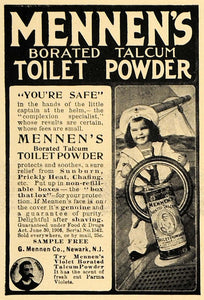 MENNEN'S
BORATED TALCUM
TOILET POWDER
"YOU'RE SAFE"
in the hands of the little
captain at the helm,—the
"complexion specialist,"
whose results are certain,
whose fees are small.
MENNEN'S
Borated Talcum
TOILET POWDER
protects and soothes, a sure
relief from Sunburn,
Prickly Heat, Chafing,
etc. Put up in non-refill-
able boxes—the "box
that lox"—for your protec-
tion. If Mennen's face is on
the cover it's genuine and
a guarantee of purity.
Delightful after shaving.
Guaranteed under Food & Drugs
Act, June 30, 1906. Serial No. 1542.
Sold everywhere, or by mail, 25c.
SAMPLE FREE
G. Mennen Co., Newark, N.J.
Try Mennen's
Violet Borated
Talcum Powder
It has the scent of
fresh cut Parma
Violets.
MENNEN'S